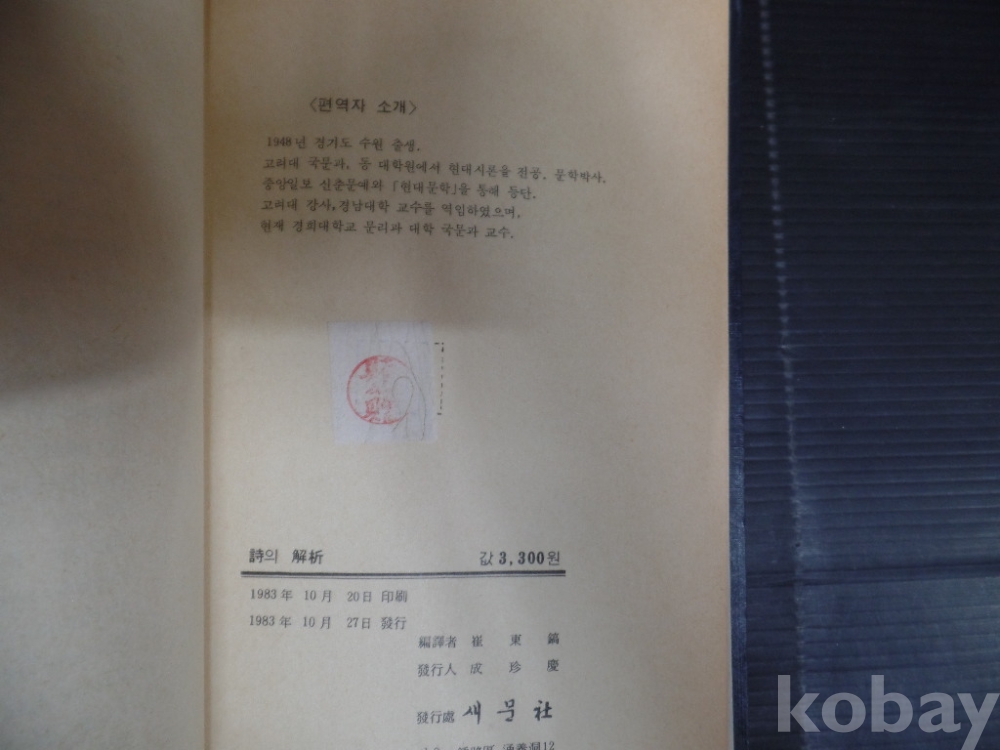 〈편역자 소개〉
1948년 경기도 수원 출생.
고려대 국문과, 동 대학원에서 현대시론을 전공. 문학박사.
중앙일보 신춘문예와 「현대문학」을 통해 등단.
고려대 강사, 경남대학 교수를 역임하였으며,
현재 경희대학교 문리과 대학 국문과 교수.
詩의 解析 값 3,300원
1983年 10月 20日 印刷
1983年 10月 27日 發行
編譯者 崔 東 鎬
發行人 成 珍 慶
發行處 새 문 社
通義洞 12
kobay